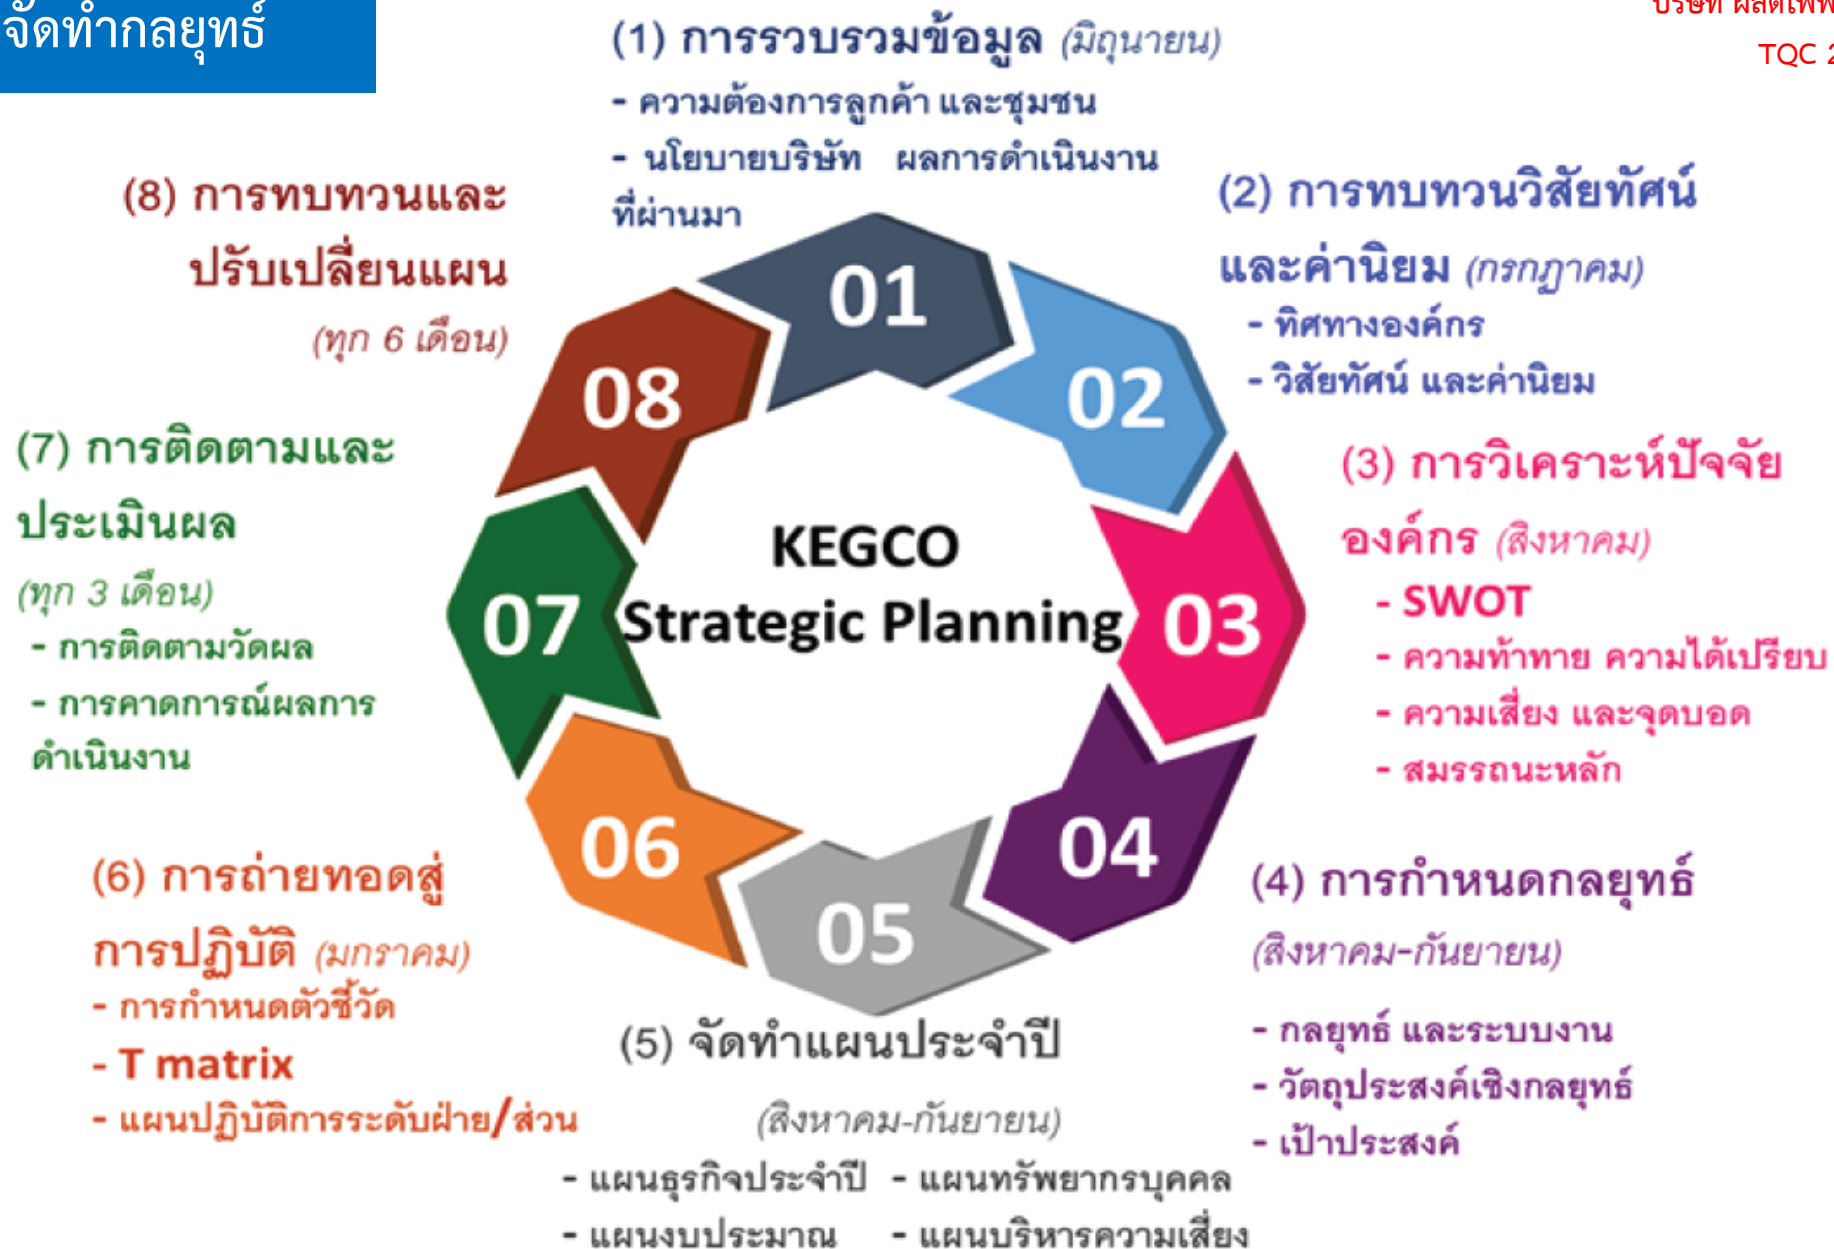 จัดทำกลยุทธ์
TQC 2
(1) การรวบรวมข้อมูล (มิถุนายน)
- ความต้องการลูกค้า และชุมชน
- นโยบายบริษัท ผลการดำเนินงาน
ที่ผ่านมา
(2) การทบทวนวิสัยทัศน์
และค่านิยม (กรกฎาคม)
- ทิศทางองค์กร
- วิสัยทัศน์ และค่านิยม
(3) การวิเคราะห์ปัจจัย
องค์กร (สิงหาคม)
- SWOT
- ความท้าทาย ความได้เปรียบ
- ความเสี่ยง และจุดบอด
- สมรรถนะหลัก
(4) การกำหนดกลยุทธ์
(สิงหาคม-กันยายน)
- กลยุทธ์ และระบบงาน
- วัตถุประสงค์เชิงกลยุทธ์
- เป้าประสงค์
(5) จัดทำแผนประจำปี
(สิงหาคม-กันยายน)
- แผนธุรกิจประจำปี - แผนทรัพยากรบุคคล
- แผนงบประมาณ - แผนบริหารความเสี่ยง
(6) การถ่ายทอดสู่
การปฏิบัติ (มกราคม)
- การกำหนดตัวชี้วัด
- T matrix
- แผนปฏิบัติการระดับฝ่าย/ส่วน
(7) การติดตามและ
ประเมินผล
(ทุก 3 เดือน)
- การติดตามวัดผล
- การคาดการณ์ผลการ
ดำเนินงาน
(8) การทบทวนและ
ปรับเปลี่ยนแผน
(ทุก 6 เดือน)
01
02
03
04
05
06
07
08
KEGCO
Strategic Planning